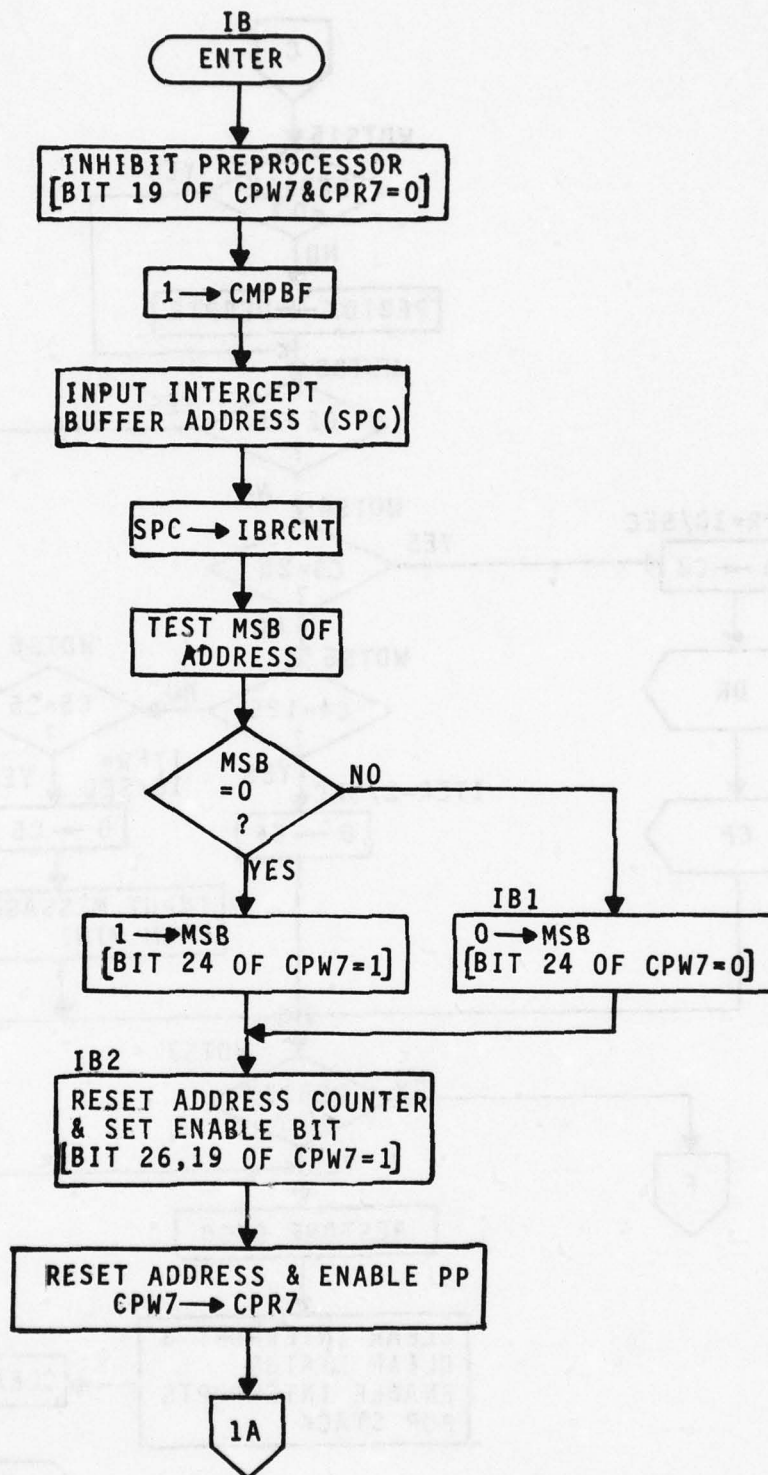 IB
ENTER
INHIBIT PREPROCESSOR
[BIT 19 OF CPW7&CPR7=0]
1→CMPBF
INPUT INTERCEPT
BUFFER ADDRESS (SPC)
SPC→IBRCNT
TEST MSB OF
ADDRESS
MSB
=0
?
NO
YES
1→MSB
[BIT 24 OF CPW7=1]
IB1
0→MSB
[BIT 24 OF CPW7=0]
IB2
RESET ADDRESS COUNTER
& SET ENABLE BIT
[BIT 26,19 OF CPW7=1]
RESET ADDRESS & ENABLE PP
CPW7→CPR7
1A